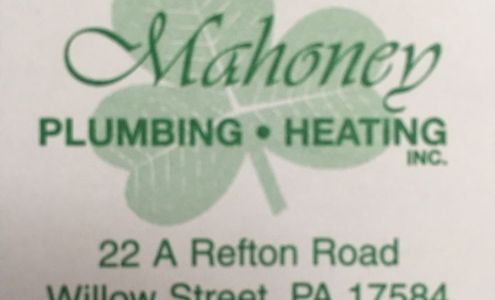 Mahoney
PLUMBING • HEATING
INC.
22 A Refton Road
Willow Street, PA 17584